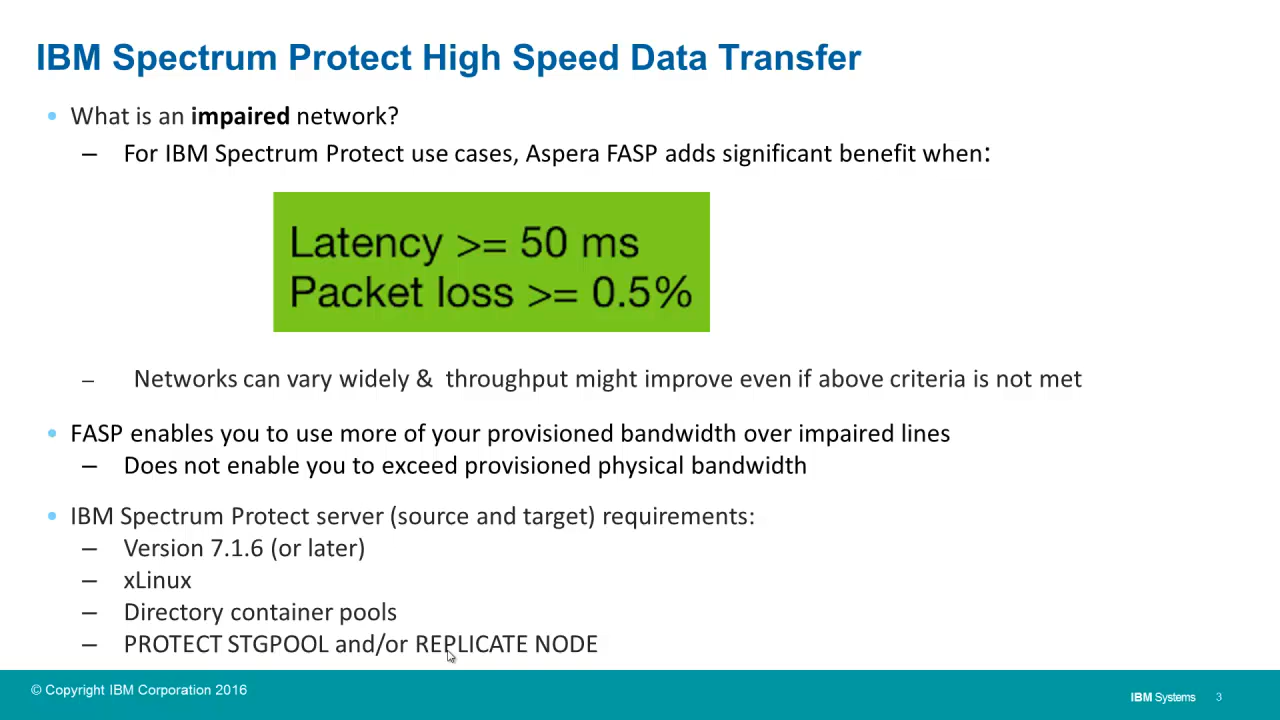 IBM Spectrum Protect High Speed Data Transfer
• What is an impaired network?
– For IBM Spectrum Protect use cases, Aspera FASP adds significant benefit when:
Latency >= 50 ms
Packet loss >= 0.5%
– Networks can vary widely & throughput might improve even if above criteria is not met
• FASP enables you to use more of your provisioned bandwidth over impaired lines
– Does not enable you to exceed provisioned physical bandwidth
• IBM Spectrum Protect server (source and target) requirements:
– Version 7.1.6 (or later)
– xLinux
– Directory container pools
– PROTECT STGPOOL and/or REPLICATE NODE
© Copyright IBM Corporation 2016
IBM Systems 3